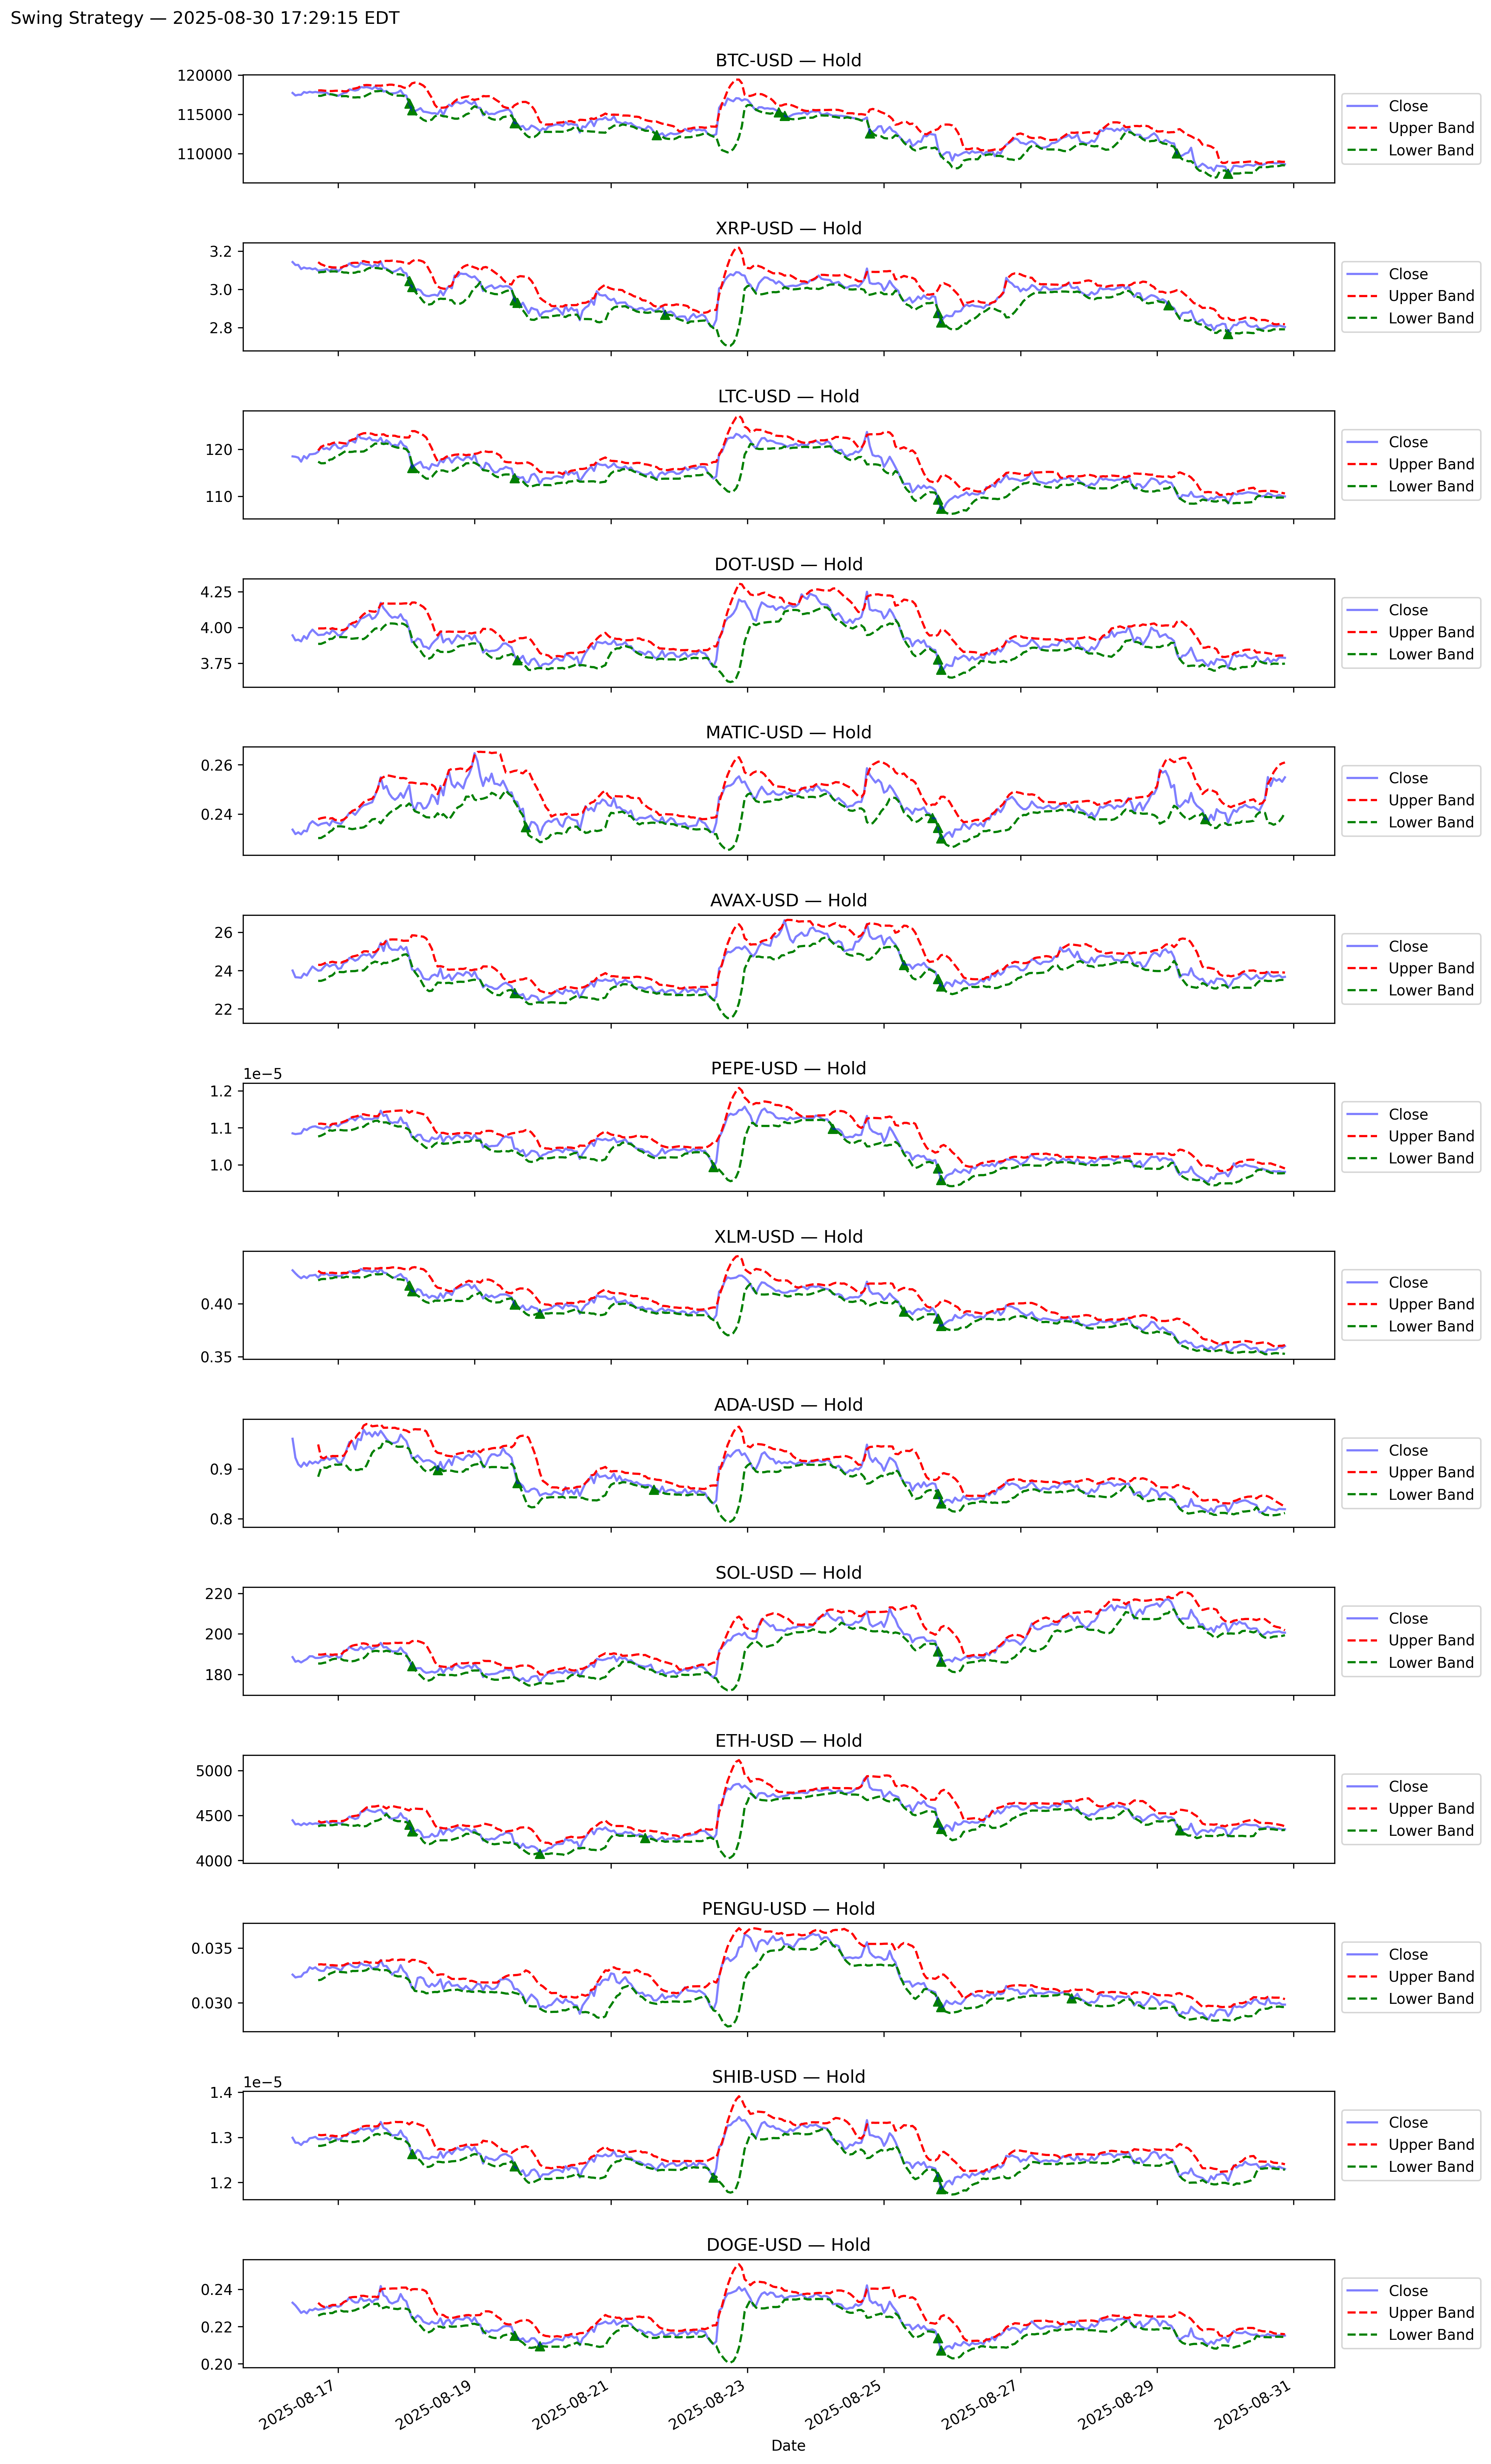 Swing Strategy — 2025-08-30 17:29:15 EDT
BTC-USD — Hold
120000
115000
110000
Close
Upper Band
Lower Band
XRP-USD — Hold
3.2
3.0
2.8
Close
Upper Band
Lower Band
LTC-USD — Hold
120
110
Close
Upper Band
Lower Band
DOT-USD — Hold
4.25
4.00
3.75
Close
Upper Band
Lower Band
MATIC-USD — Hold
0.26
0.24
Close
Upper Band
Lower Band
AVAX-USD — Hold
26
24
22
Close
Upper Band
Lower Band
PEPE-USD — Hold
1e−5
1.2
1.1
1.0
Close
Upper Band
Lower Band
XLM-USD — Hold
0.40
0.35
Close
Upper Band
Lower Band
ADA-USD — Hold
0.9
0.8
Close
Upper Band
Lower Band
SOL-USD — Hold
220
200
180
Close
Upper Band
Lower Band
ETH-USD — Hold
5000
4500
4000
Close
Upper Band
Lower Band
PENGU-USD — Hold
0.035
0.030
Close
Upper Band
Lower Band
SHIB-USD — Hold
1e−5
1.4
1.3
1.2
Close
Upper Band
Lower Band
DOGE-USD — Hold
0.24
0.22
0.20
Close
Upper Band
Lower Band
2025-08-17
2025-08-19
2025-08-21
2025-08-23
2025-08-25
2025-08-27
2025-08-29
2025-08-31
Date